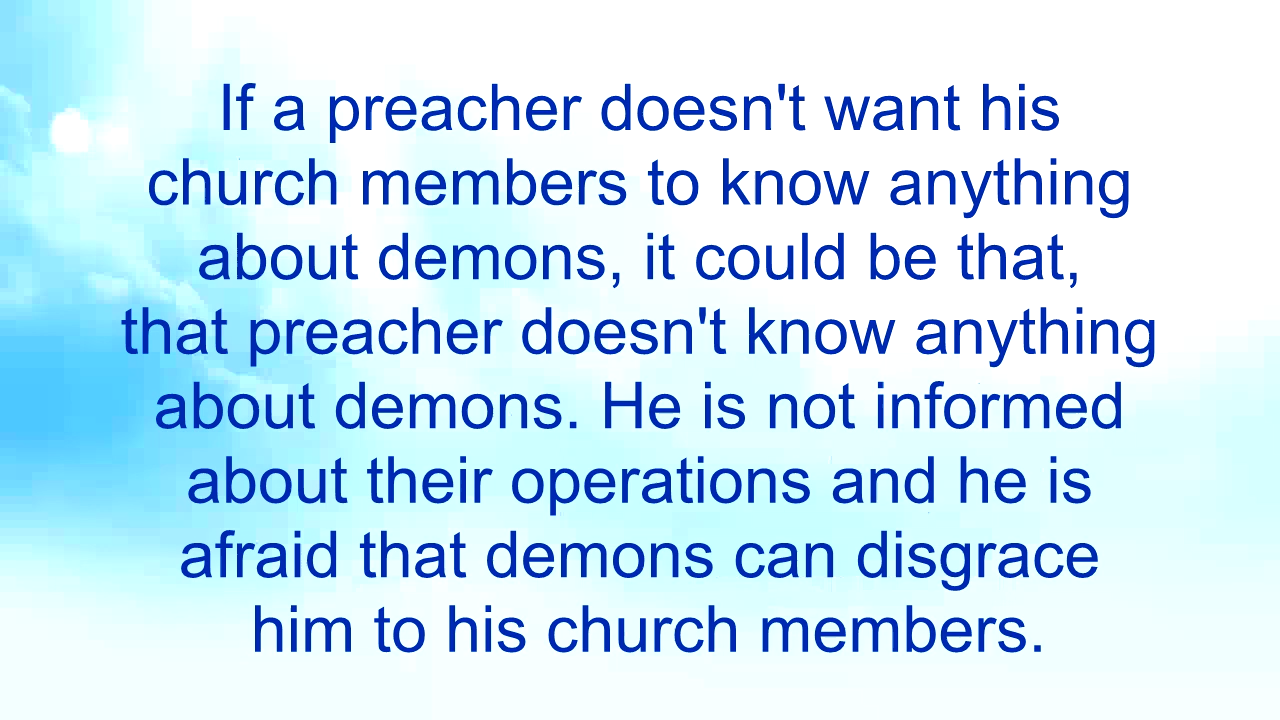 If a preacher doesn't want his
church members to know anything
about demons, it could be that,
that preacher doesn't know anything
about demons. He is not informed
about their operations and he is
afraid that demons can disgrace
him to his church members.